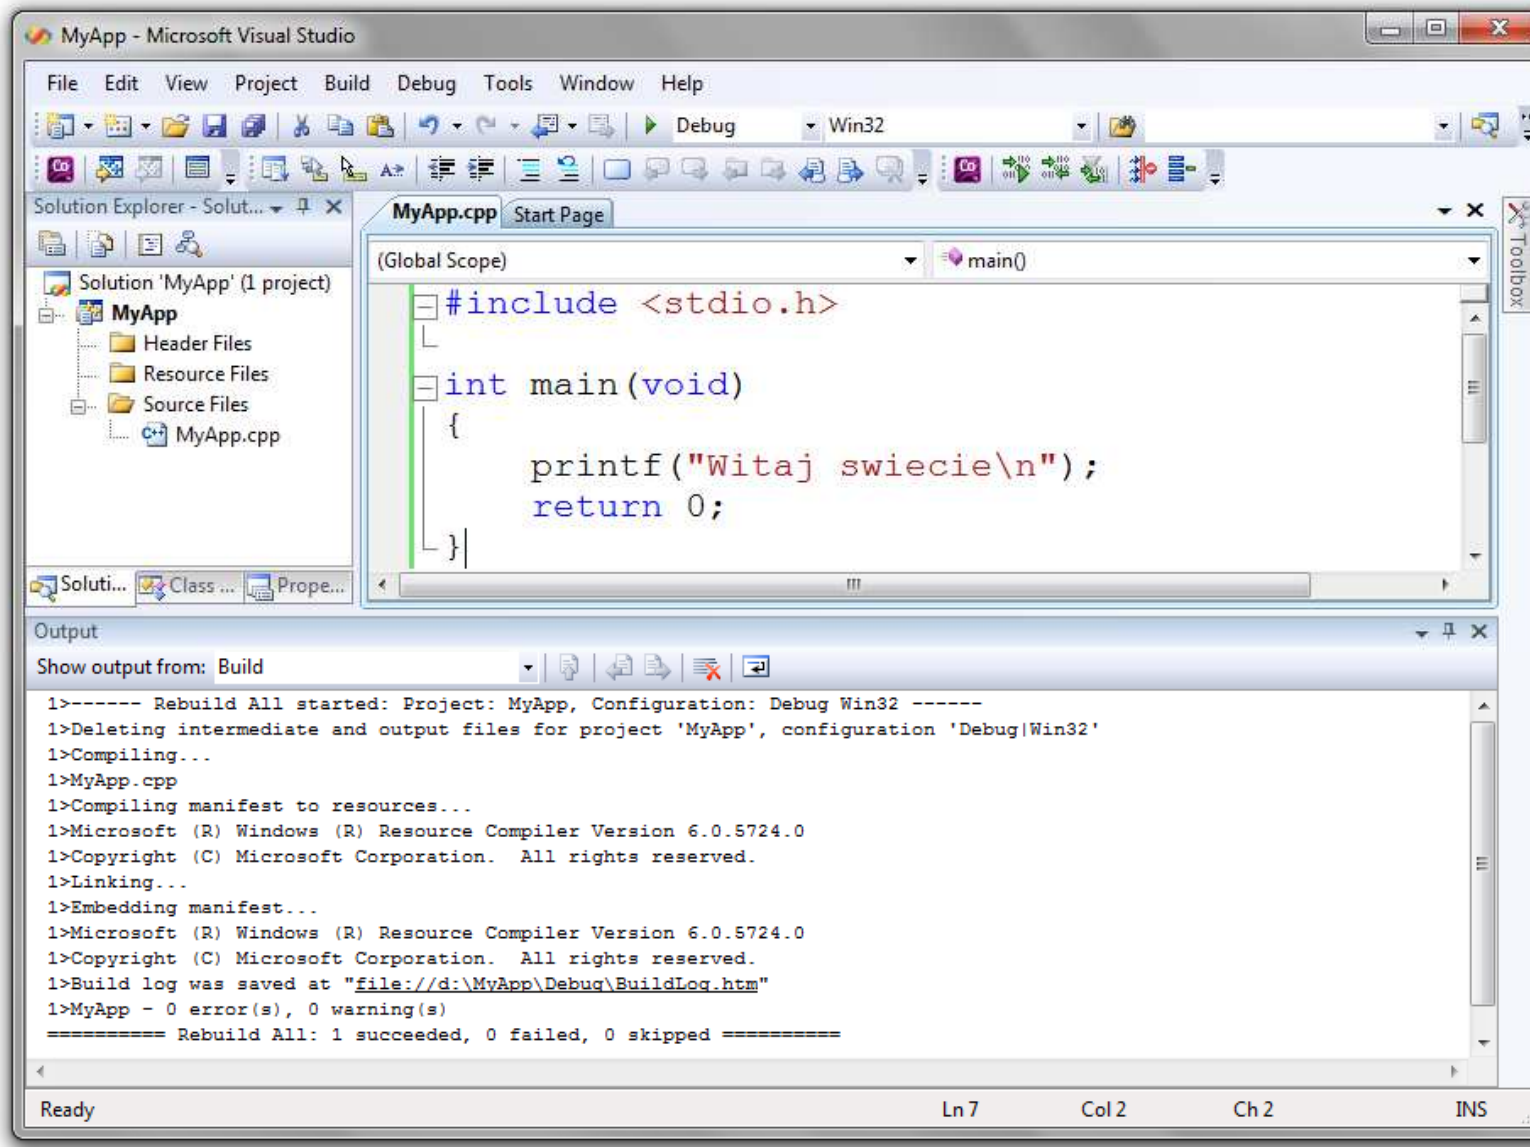 MyApp - Microsoft Visual Studio
File Edit View Project Build Debug Tools Window Help
Debug Win32
Solution Explorer - Solut...
MyApp.cpp Start Page
Toolbox
(Global Scope) main()
Solution 'MyApp' (1 project)
MyApp
Header Files
Resource Files
Source Files
MyApp.cpp
#include <stdio.h>
int main(void)
{
printf("Witaj swiecie\n");
return 0;
}
Soluti... Class ... Prope...
Output
Show output from: Build
1>------ Rebuild All started: Project: MyApp, Configuration: Debug Win32 ------
1>Deleting intermediate and output files for project 'MyApp', configuration 'Debug|Win32'
1>Compiling...
1>MyApp.cpp
1>Compiling manifest to resources...
1>Microsoft (R) Windows (R) Resource Compiler Version 6.0.5724.0
1>Copyright (C) Microsoft Corporation.  All rights reserved.
1>Linking...
1>Embedding manifest...
1>Microsoft (R) Windows (R) Resource Compiler Version 6.0.5724.0
1>Copyright (C) Microsoft Corporation.  All rights reserved.
1>Build log was saved at "file://d:\MyApp\Debug\BuildLog.htm"
1>MyApp - 0 error(s), 0 warning(s)
========== Rebuild All: 1 succeeded, 0 failed, 0 skipped ==========
Ready Ln 7 Col 2 Ch 2 INS